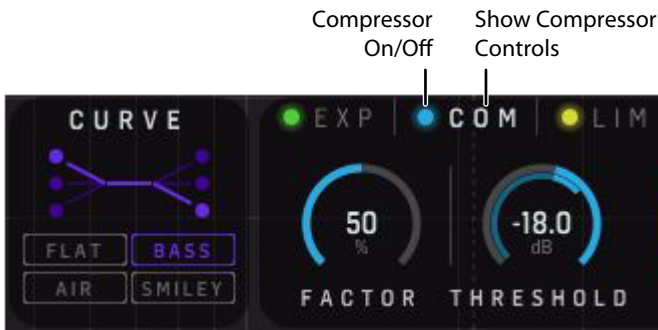 Compressor
On/Off
Show Compressor
Controls
CURVE
FLAT BASS
AIR SMILEY
EXP COM LIM
50
%
-18.0
dB
FACTOR THRESHOLD